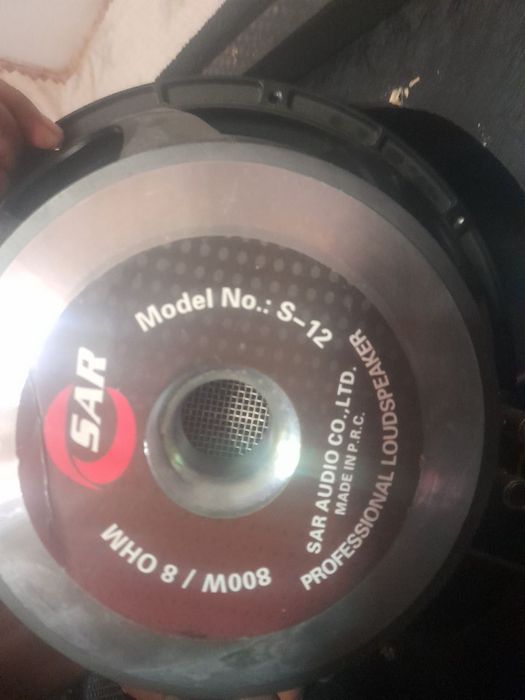 SAR
Model No.: S-12
SAR AUDIO CO.,LTD.
MADE IN P.R.C.
PROFESSIONAL LOUDSPEAKER
800W / 8 OHM